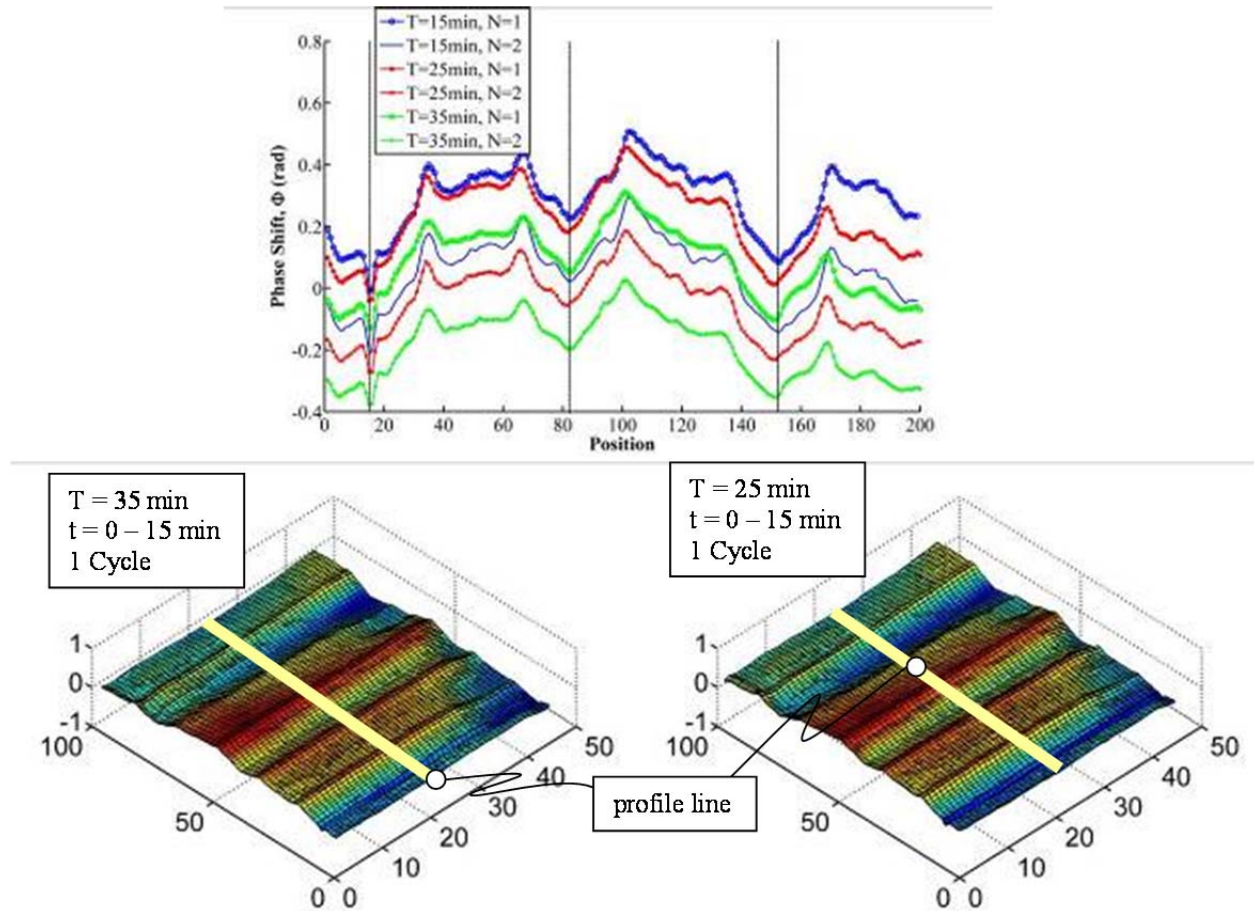 T=15min, N=1
T=15min, N=2
T=25min, N=1
T=25min, N=2
T=35min, N=1
T=35min, N=2
0.8
0.6
0.4
0.2
0
-0.2
-0.4
Phase Shift, Φ (rad)
0 20 40 60 80 100 120 140 160 180 200
Position
T = 35 min
t = 0 – 15 min
1 Cycle
T = 25 min
t = 0 – 15 min
1 Cycle
1
0
-1
100
50
0
0
10
20
30
40
50
1
0
-1
100
50
0
0
10
20
30
40
50
profile line